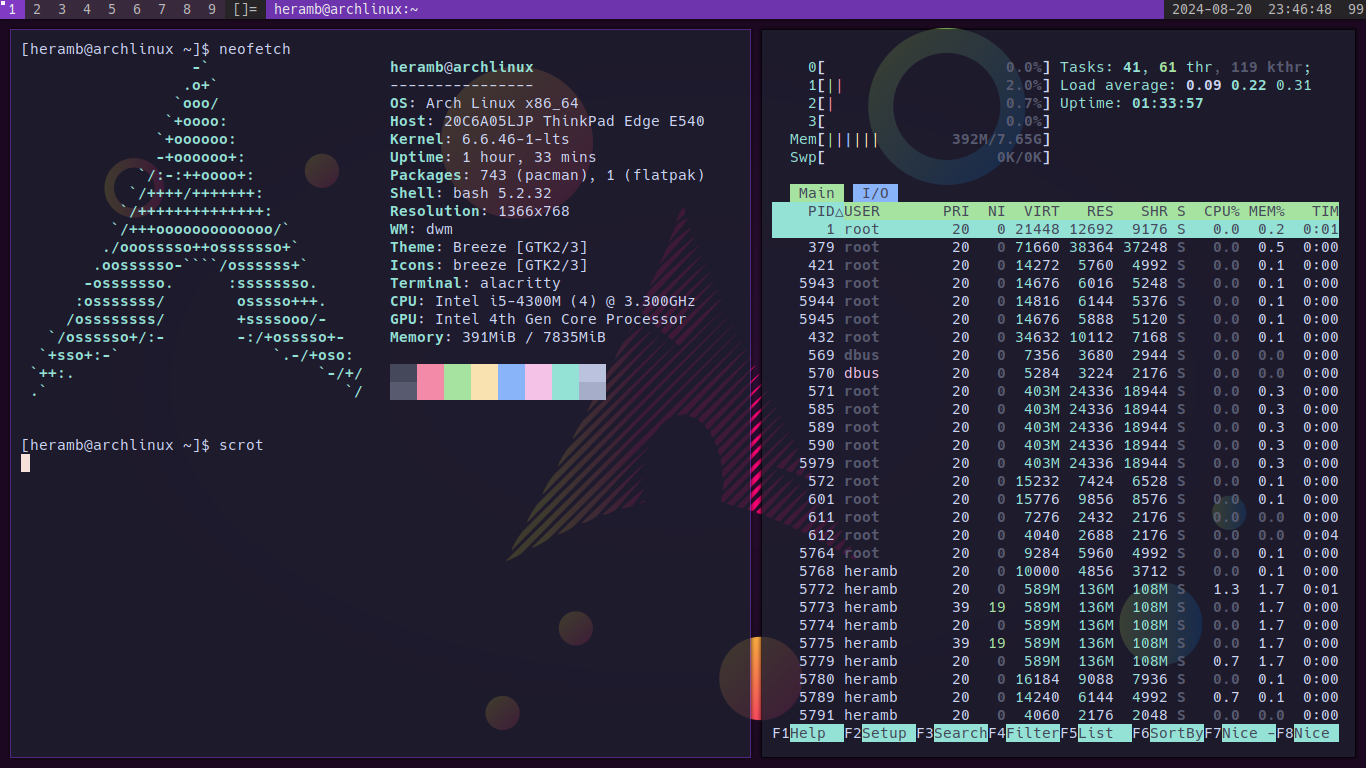 1 2 3 4 5 6 7 8 9 []= heramb@archlinux:~ 2024-08-20 23:46:48 99
[heramb@archlinux ~]$ neofetch
-`
.o+`
`ooo/
`+oooo:
`+oooooo:
-+oooooo+:
`/:-:++oooo+:
`/++++/+++++++:
`/++++++++++++++:
`/+++ooooooooooooo/`
./ooosssso++osssssso+`
.oossssso-````/ossssss+`
-osssssso. :ssssssso.
:osssssss/ osssso+++.
/ossssssss/ +ssssooo/-
`/ossssso+/:- -:/+osssso+-
`+sso+:-` `.-/+oso:
`++:. `-/+/
.` `/
heramb@archlinux
----------------
OS: Arch Linux x86_64
Host: 20C6A05LJP ThinkPad Edge E540
Kernel: 6.6.46-1-lts
Uptime: 1 hour, 33 mins
Packages: 743 (pacman), 1 (flatpak)
Shell: bash 5.2.32
Resolution: 1366x768
WM: dwm
Theme: Breeze [GTK2/3]
Icons: breeze [GTK2/3]
Terminal: alacritty
CPU: Intel i5-4300M (4) @ 3.300GHz
GPU: Intel 4th Gen Core Processor
Memory: 391MiB / 7835MiB
[heramb@archlinux ~]$ scrot
0[ 0.0%] Tasks: 41, 61 thr, 119 kthr;
1[|| 2.0%] Load average: 0.09 0.22 0.31
2[| 0.7%] Uptime: 01:33:57
3[ 0.0%]
Mem[|||||| 392M/7.65G]
Swp[ 0K/0K]
Main I/O
PID△USER PRI NI VIRT RES SHR S CPU% MEM% TIM
1 root 20 0 21448 12692 9176 S 0.0 0.2 0:01
379 root 20 0 71660 38364 37248 S 0.0 0.5 0:00
421 root 20 0 14272 5760 4992 S 0.0 0.1 0:00
5943 root 20 0 14676 6016 5248 S 0.0 0.1 0:00
5944 root 20 0 14816 6144 5376 S 0.0 0.1 0:00
5945 root 20 0 14676 5888 5120 S 0.0 0.1 0:00
432 root 20 0 34632 10112 7168 S 0.0 0.1 0:00
569 dbus 20 0 7356 3680 2944 S 0.0 0.0 0:00
570 dbus 20 0 5284 3224 2176 S 0.0 0.0 0:00
571 root 20 0 403M 24336 18944 S 0.0 0.3 0:00
585 root 20 0 403M 24336 18944 S 0.0 0.3 0:00
589 root 20 0 403M 24336 18944 S 0.0 0.3 0:00
590 root 20 0 403M 24336 18944 S 0.0 0.3 0:00
5979 root 20 0 403M 24336 18944 S 0.0 0.3 0:00
572 root 20 0 15232 7424 6528 S 0.0 0.1 0:00
601 root 20 0 15776 9856 8576 S 0.0 0.1 0:00
611 root 20 0 7276 2432 2176 S 0.0 0.0 0:00
612 root 20 0 4040 2688 2176 S 0.0 0.0 0:04
5764 root 20 0 9284 5960 4992 S 0.0 0.1 0:00
5768 heramb 20 0 10000 4856 3712 S 0.0 0.1 0:00
5772 heramb 20 0 589M 136M 108M S 1.3 1.7 0:01
5773 heramb 39 19 589M 136M 108M S 0.0 1.7 0:00
5774 heramb 20 0 589M 136M 108M S 0.0 1.7 0:00
5775 heramb 39 19 589M 136M 108M S 0.0 1.7 0:00
5779 heramb 20 0 589M 136M 108M S 0.7 1.7 0:00
5780 heramb 20 0 16184 9088 7936 S 0.0 0.1 0:00
5789 heramb 20 0 14240 6144 4992 S 0.7 0.1 0:00
5791 heramb 20 0 4060 2176 2048 S 0.0 0.0 0:00
F1Help F2Setup F3SearchF4FilterF5List F6SortByF7Nice -F8Nice